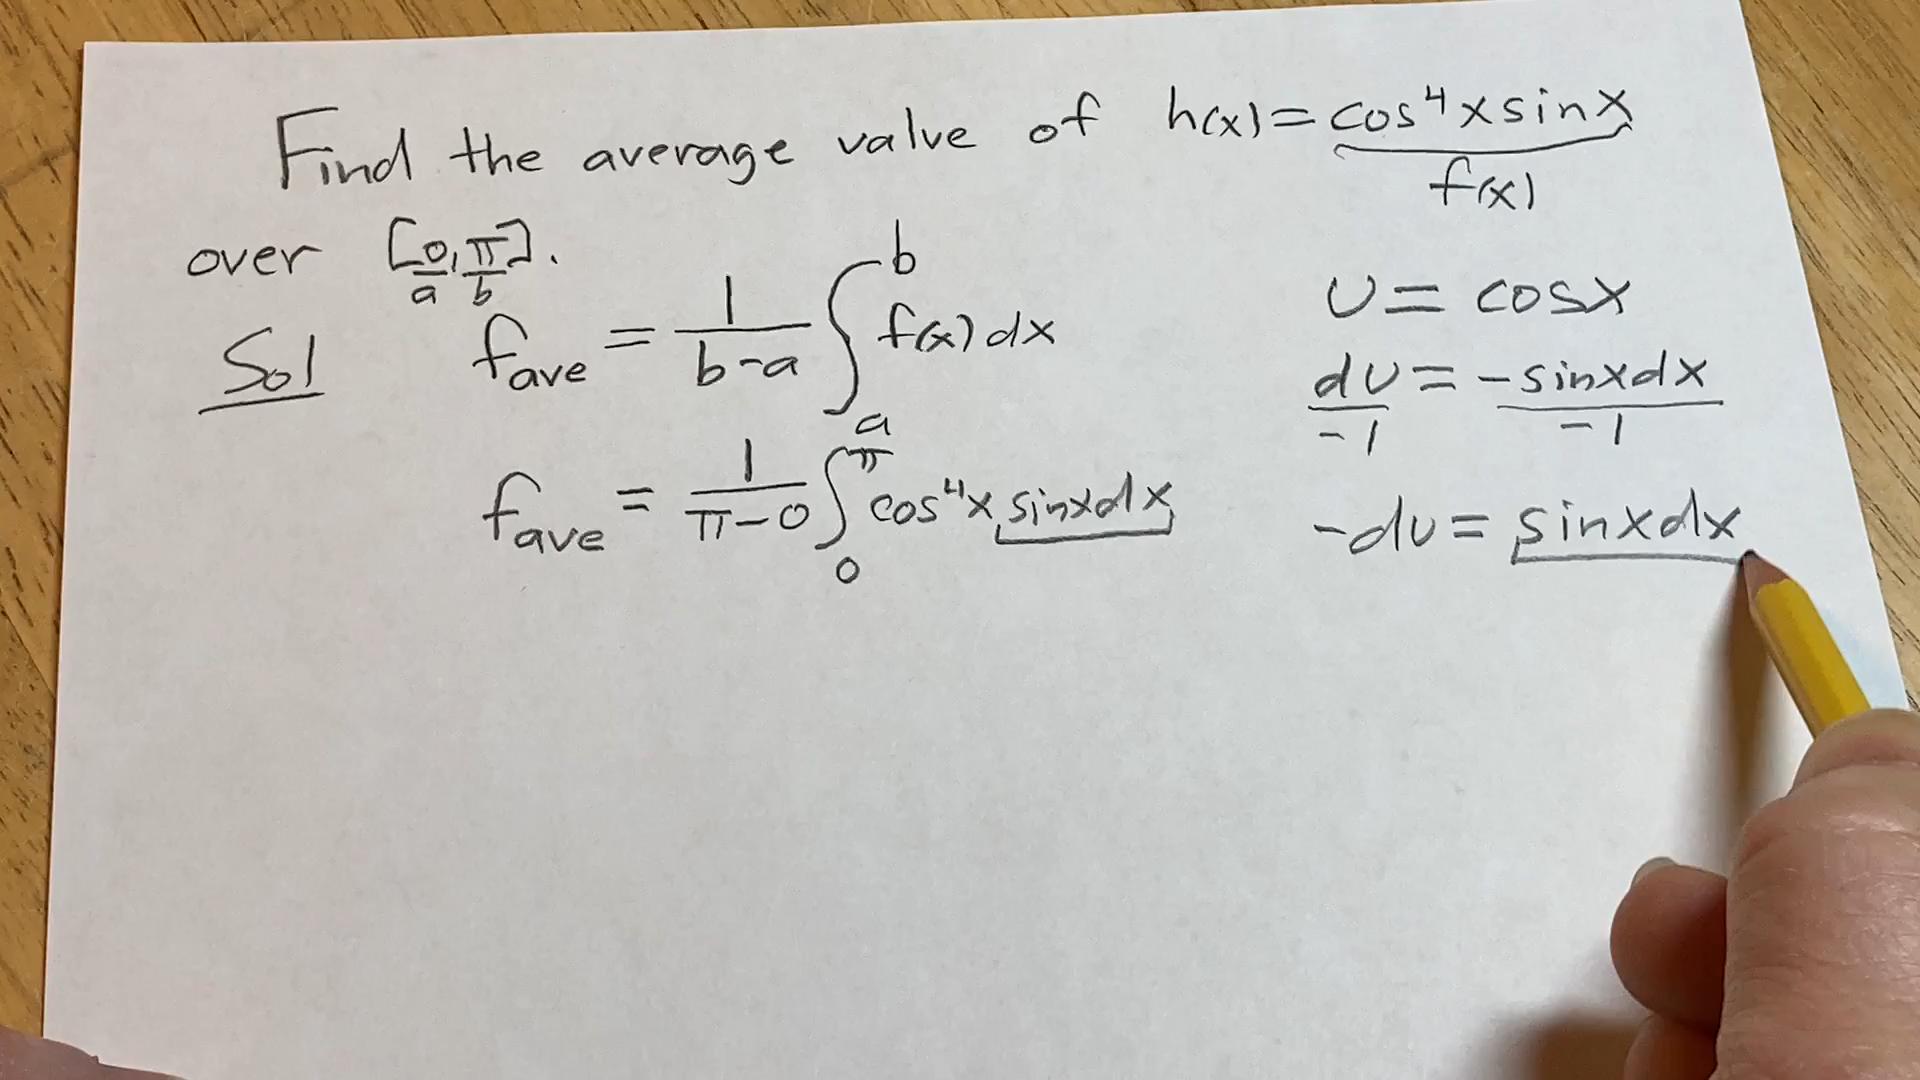 Find the average value of h(x) = cos⁴x sinx
f(x)
over [0, π].
a b
Sol f_ave = 1/(b-a) ∫_a^b f(x) dx
f_ave = 1/(π-0) ∫_0^π cos⁴x sinxdx
u = cosx
du/-1 = -sinxdx/-1
-du = sinxdx